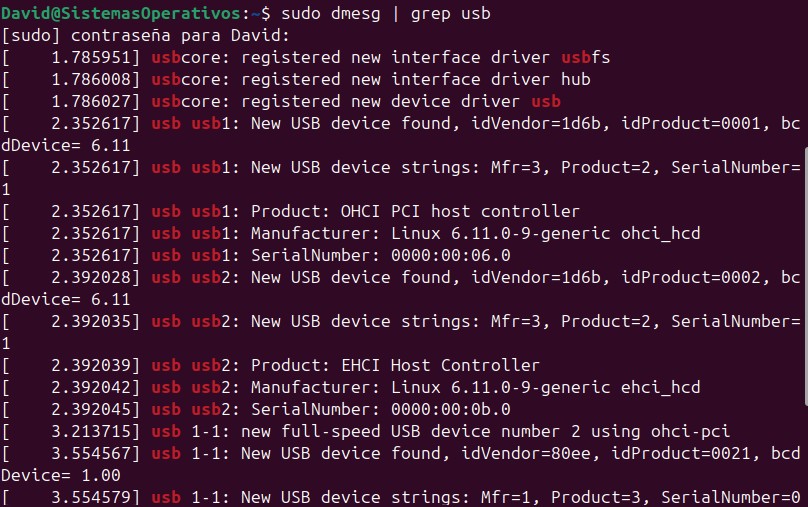 David@SistemasOperativos:~$ sudo dmesg | grep usb
[sudo] contraseña para David:
[    1.785951] usbcore: registered new interface driver usbfs
[    1.786008] usbcore: registered new interface driver hub
[    1.786027] usbcore: registered new device driver usb
[    2.352617] usb usb1: New USB device found, idVendor=1d6b, idProduct=0001, bc
dDevice= 6.11
[    2.352617] usb usb1: New USB device strings: Mfr=3, Product=2, SerialNumber=
1
[    2.352617] usb usb1: Product: OHCI PCI host controller
[    2.352617] usb usb1: Manufacturer: Linux 6.11.0-9-generic ohci_hcd
[    2.352617] usb usb1: SerialNumber: 0000:00:06.0
[    2.392028] usb usb2: New USB device found, idVendor=1d6b, idProduct=0002, bc
dDevice= 6.11
[    2.392035] usb usb2: New USB device strings: Mfr=3, Product=2, SerialNumber=
1
[    2.392039] usb usb2: Product: EHCI Host Controller
[    2.392042] usb usb2: Manufacturer: Linux 6.11.0-9-generic ehci_hcd
[    2.392045] usb usb2: SerialNumber: 0000:00:0b.0
[    3.213715] usb 1-1: new full-speed USB device number 2 using ohci-pci
[    3.554567] usb 1-1: New USB device found, idVendor=80ee, idProduct=0021, bcd
Device= 1.00
[    3.554579] usb 1-1: New USB device strings: Mfr=1, Product=3, SerialNumber=0